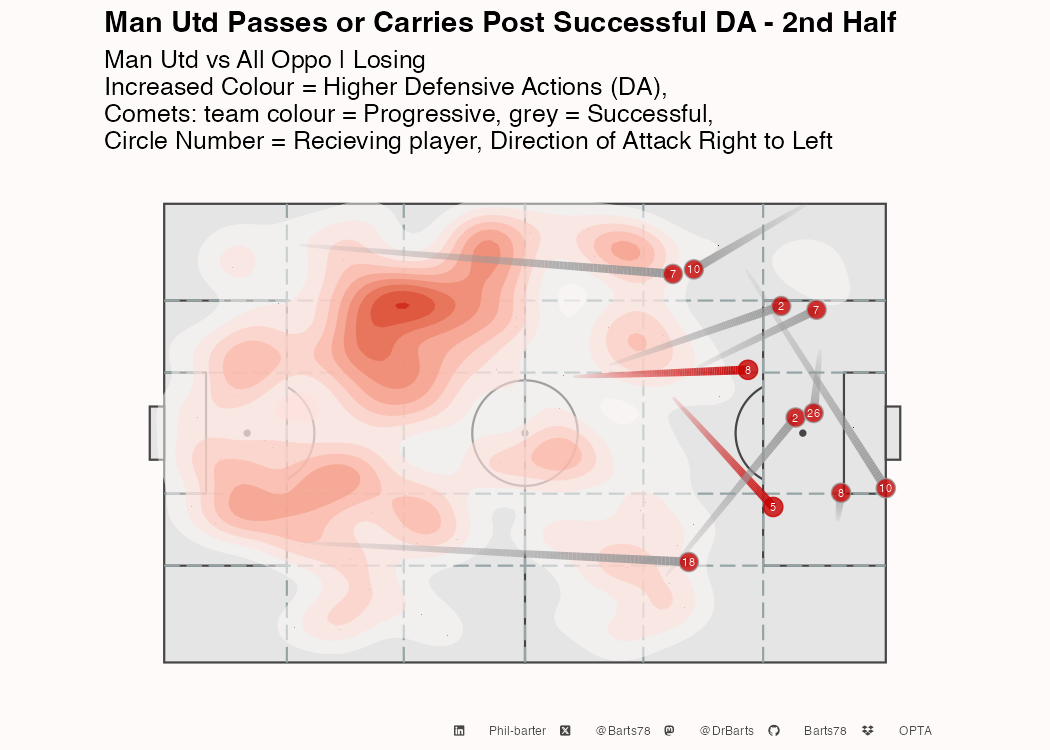 Man Utd Passes or Carries Post Successful DA - 2nd Half
Man Utd vs All Oppo | Losing
Increased Colour = Higher Defensive Actions (DA),
Comets: team colour = Progressive, grey = Successful,
Circle Number = Recieving player, Direction of Attack Right to Left
7 10
2 7
8
2 26
8 10
5
18
Phil-barter @Barts78 @DrBarts Barts78 OPTA